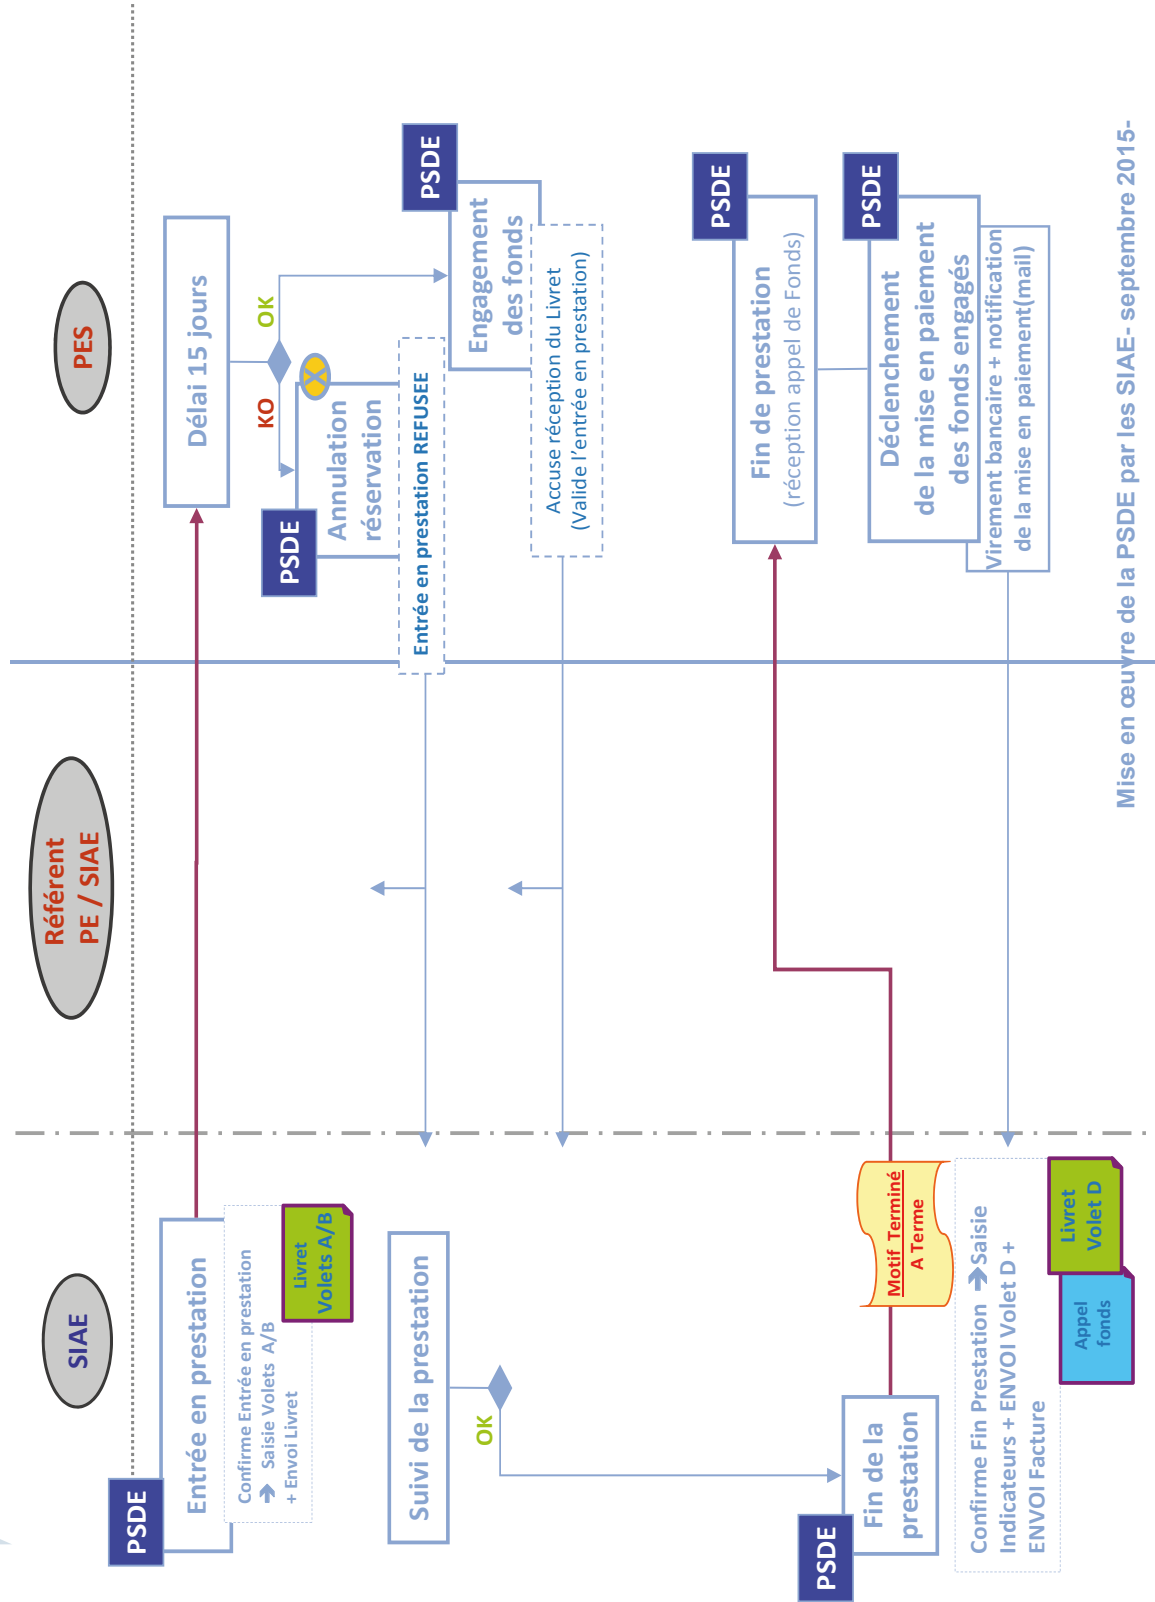 SIAE
Référent
PE / SIAE
PES
PSDE
Entrée en prestation
Confirme Entrée en prestation
➔ Saisie Volets A/B
+ Envoi Livret
Livret
Volets A/B
Délai 15 jours
KO
OK
PSDE
Annulation
réservation
X
Entrée en prestation REFUSEE
PSDE
Engagement
des fonds
Accuse réception du Livret
(Valide l’entrée en prestation)
Suivi de la prestation
OK
PSDE
Fin de la
prestation
Motif Terminé
A Terme
Confirme Fin Prestation ➔Saisie
Indicateurs + ENVOI Volet D +
ENVOI Facture
Appel
fonds
Livret
Volet D
PSDE
Fin de prestation
(réception appel de Fonds)
PSDE
Déclenchement
de la mise en paiement
des fonds engagés
Virement bancaire + notification
de la mise en paiement(mail)
Mise en œuvre de la PSDE par les SIAE- septembre 2015-